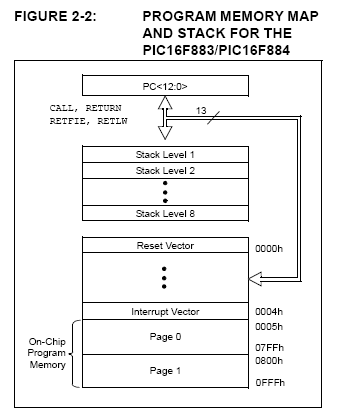 FIGURE 2-2: PROGRAM MEMORY MAP
AND STACK FOR THE
PIC16F883/PIC16F884
PC<12:0>
CALL, RETURN
RETFIE, RETLW
13
Stack Level 1
Stack Level 2
Stack Level 8
Reset Vector
0000h
Interrupt Vector
0004h
0005h
On-Chip
Program
Memory
Page 0
07FFh
0800h
Page 1
0FFFh